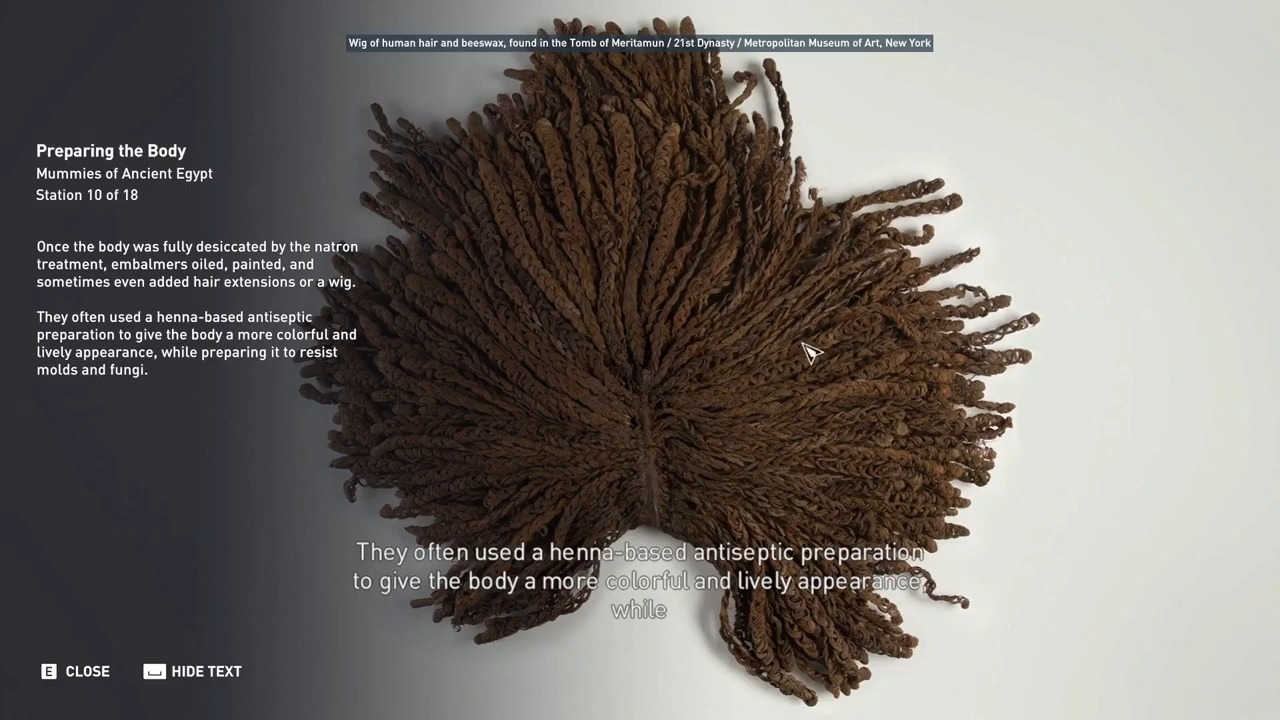 Wig of human hair and beeswax, found in the Tomb of Meritamun / 21st Dynasty / Metropolitan Museum of Art, New York
Preparing the Body
Mummies of Ancient Egypt
Station 10 of 18
Once the body was fully desiccated by the natron
treatment, embalmers oiled, painted, and
sometimes even added hair extensions or a wig.
They often used a henna-based antiseptic
preparation to give the body a more colorful and
lively appearance, while preparing it to resist
molds and fungi.
They often used a henna-based antiseptic preparation
to give the body a more colorful and lively appearance,
while
E CLOSE
HIDE TEXT